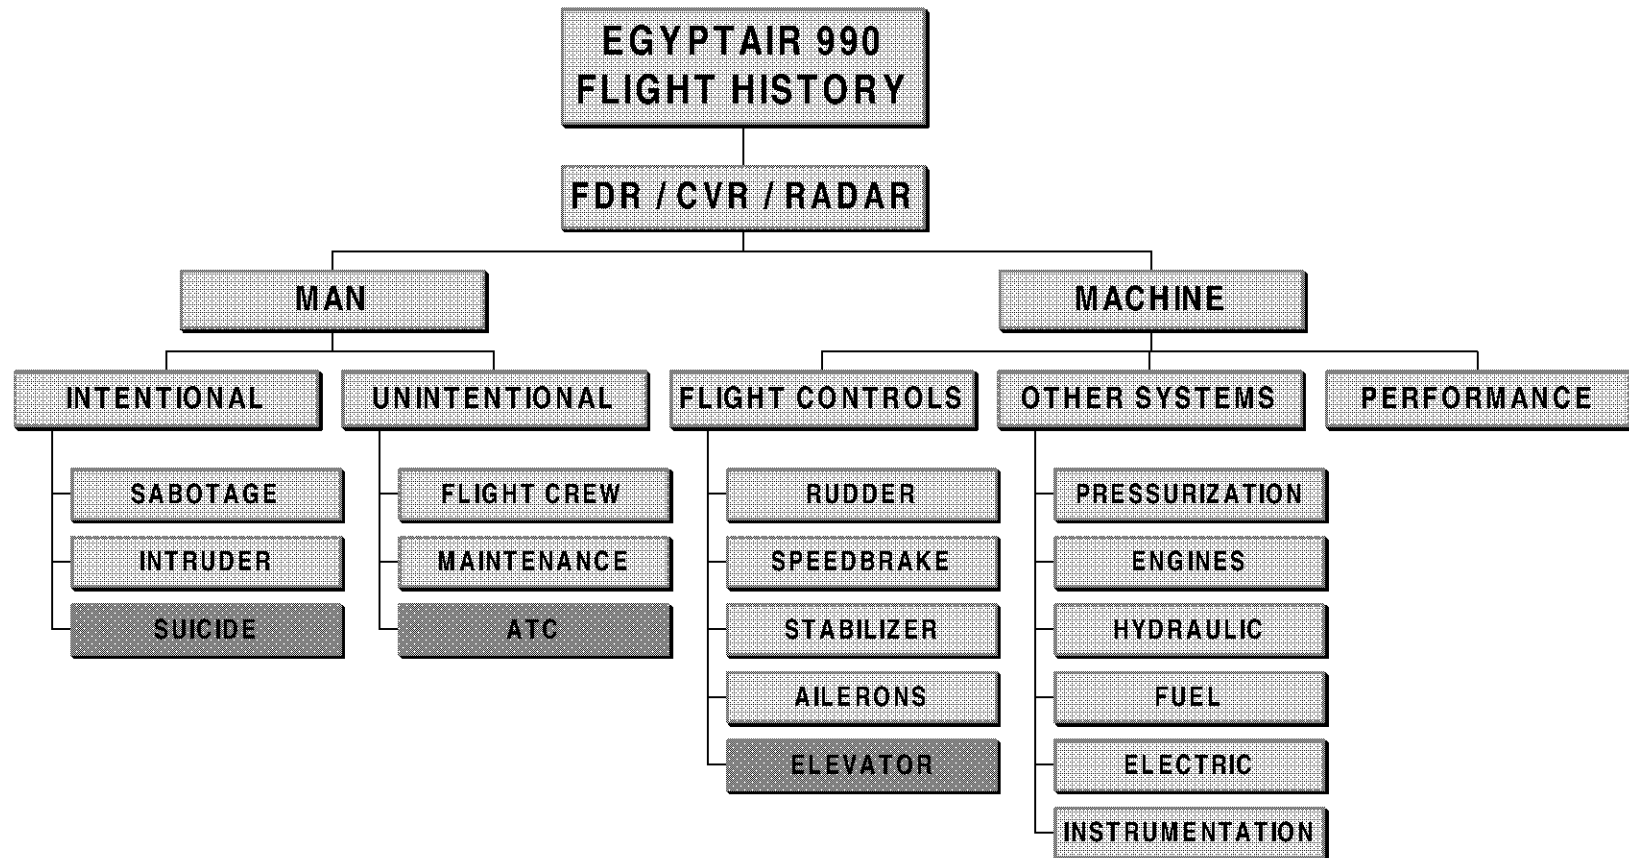 EGYPTAIR 990
FLIGHT HISTORY
FDR / CVR / RADAR
MAN
MACHINE
INTENTIONAL
UNINTENTIONAL
FLIGHT CONTROLS
OTHER SYSTEMS
PERFORMANCE
SABOTAGE
INTRUDER
SUICIDE
FLIGHT CREW
MAINTENANCE
ATC
RUDDER
SPEEDBRAKE
STABILIZER
AILERONS
ELEVATOR
PRESSURIZATION
ENGINES
HYDRAULIC
FUEL
ELECTRIC
INSTRUMENTATION